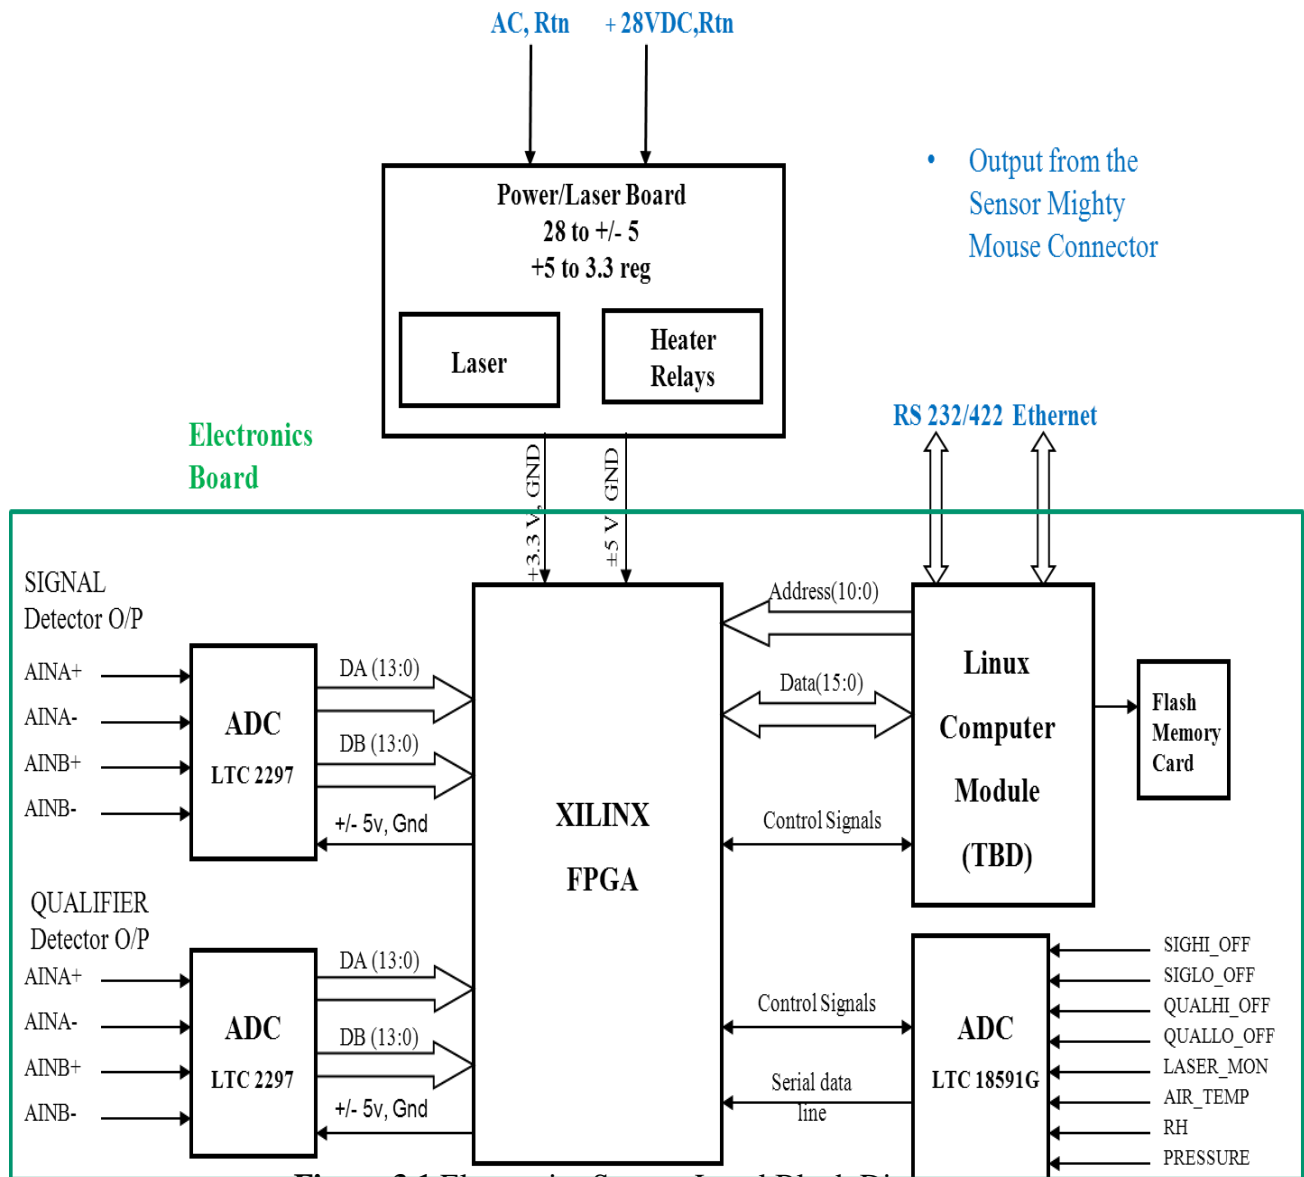 AC, Rtn
+ 28VDC,Rtn
• Output from the
Sensor Mighty
Mouse Connector
Power/Laser Board
28 to +/- 5
+5 to 3.3 reg
Laser
Heater
Relays
RS 232/422 Ethernet
Electronics
Board
+3.3 V, GND
±5 V GND
SIGNAL
Detector O/P
AINA+
AINA-
AINB+
AINB-
ADC
LTC 2297
DA (13:0)
DB (13:0)
+/- 5v, Gnd
XILINX
FPGA
Address(10:0)
Data(15:0)
Control Signals
Linux
Computer
Module
(TBD)
Flash
Memory
Card
QUALIFIER
Detector O/P
AINA+
AINA-
AINB+
AINB-
ADC
LTC 2297
DA (13:0)
DB (13:0)
+/- 5v, Gnd
Control Signals
Serial data
line
ADC
LTC 18591G
SIGHI_OFF
SIGLO_OFF
QUALHI_OFF
QUALLO_OFF
LASER_MON
AIR_TEMP
RH
PRESSURE